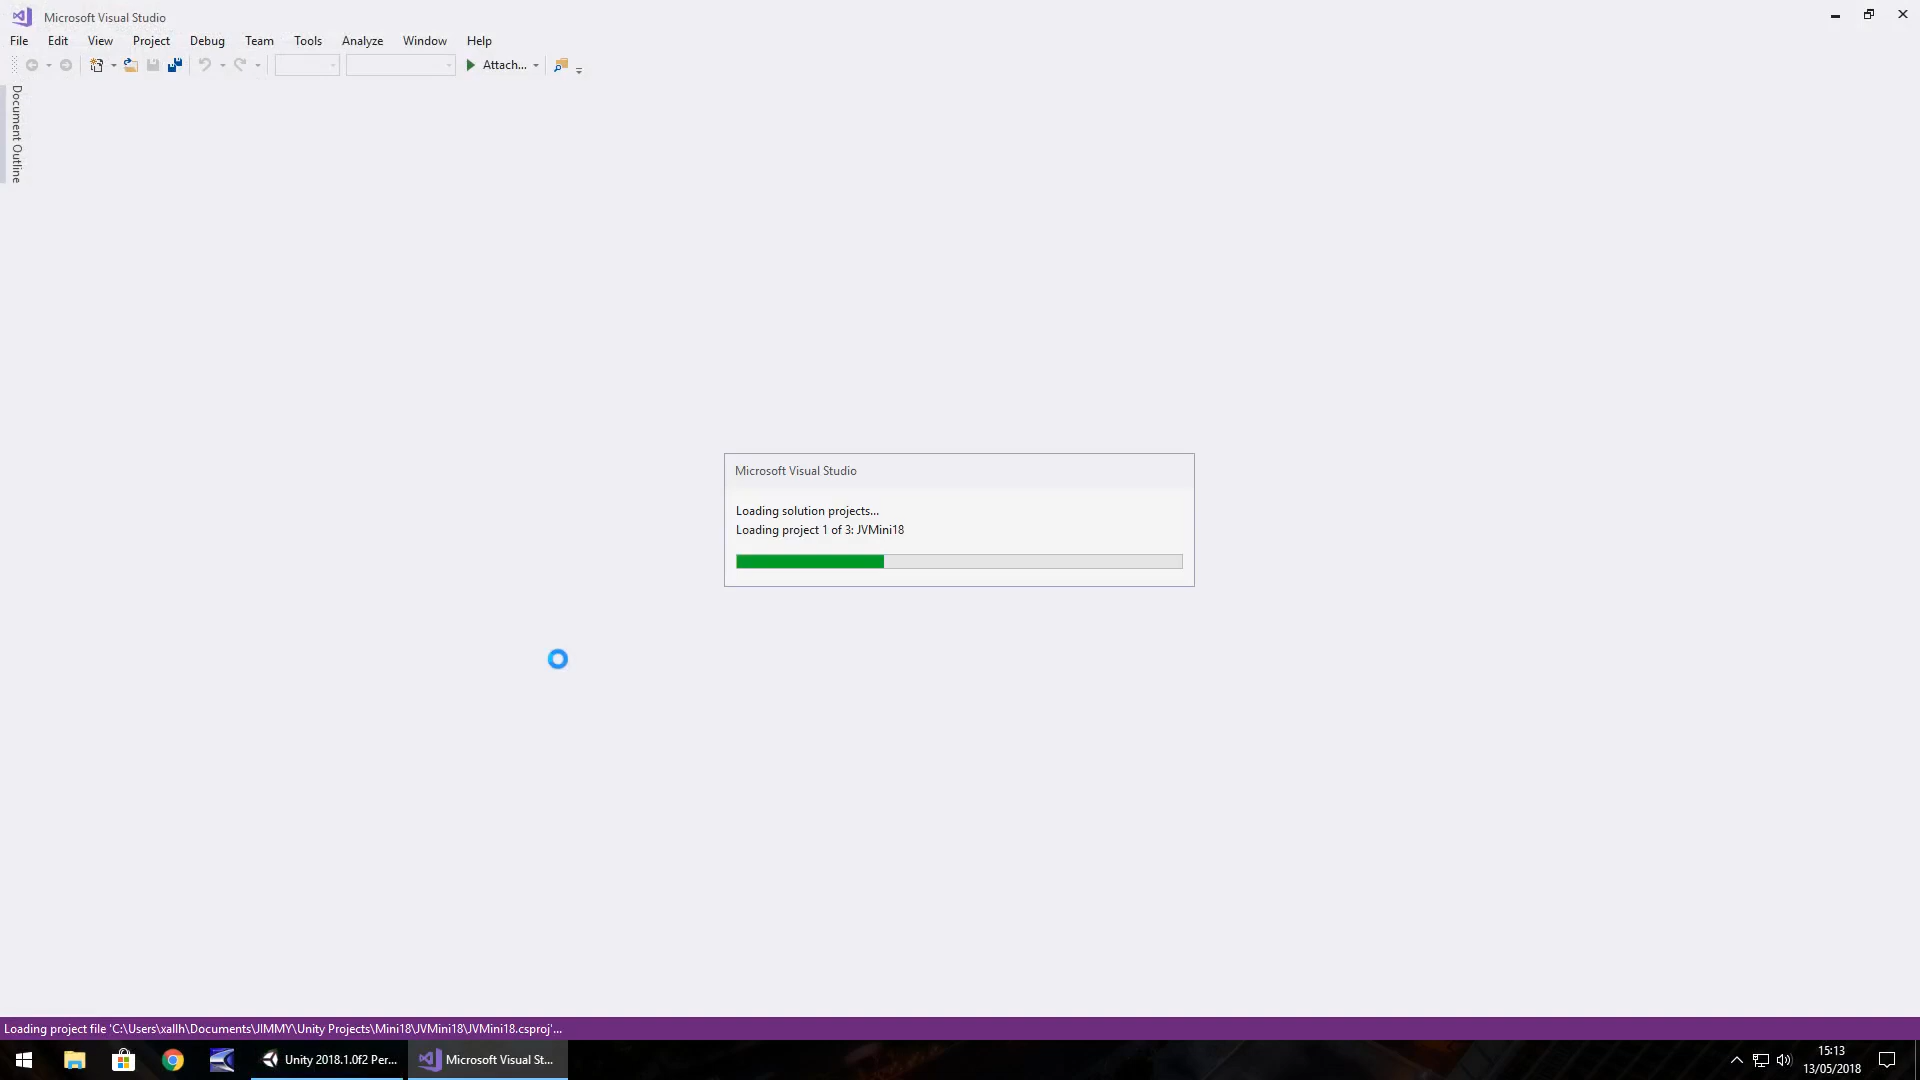 Microsoft Visual Studio
File Edit View Project Debug Team Tools Analyze Window Help
Attach...
Document Outline
Microsoft Visual Studio
Loading solution projects...
Loading project 1 of 3: JVMini18
Loading project file 'C:\Users\xallh\Documents\JIMMY\Unity Projects\Mini18\JVMini18\JVMini18.csproj'...
Unity 2018.1.0f2 Per...
Microsoft Visual St...
15:13
13/05/2018